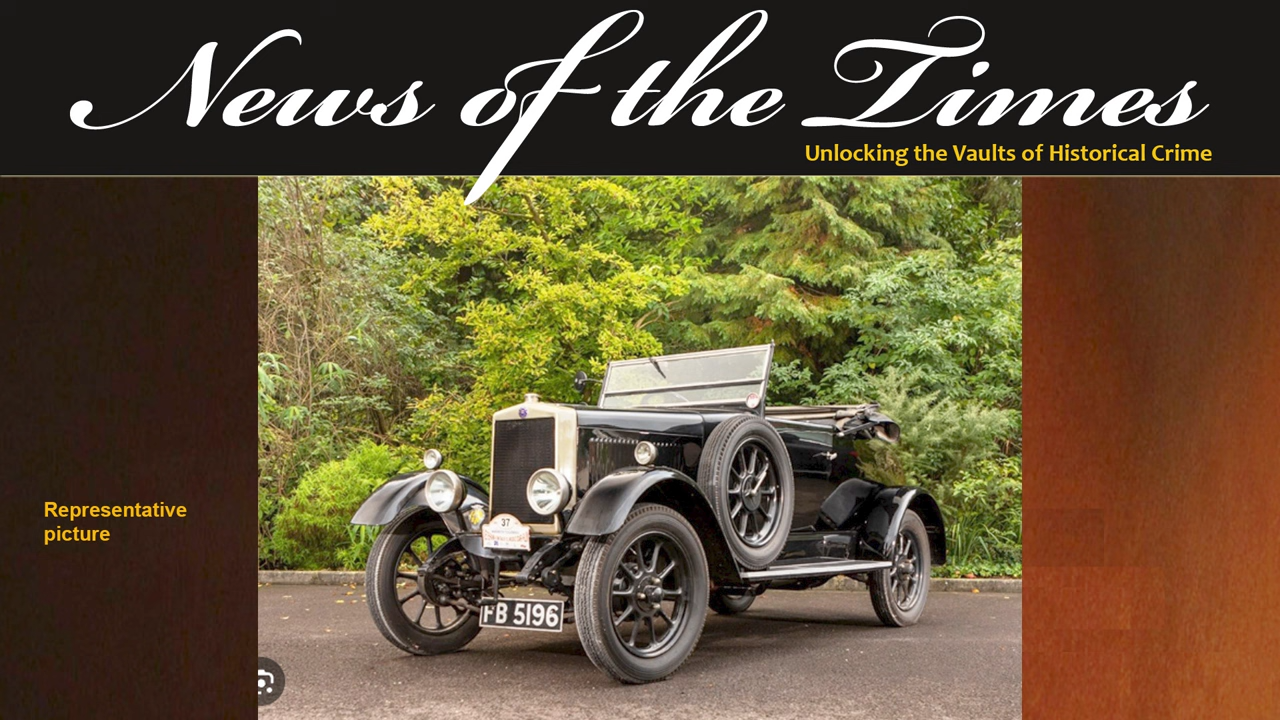 News of the Times
Unlocking the Vaults of Historical Crime
Representative
picture
37
FB 5196